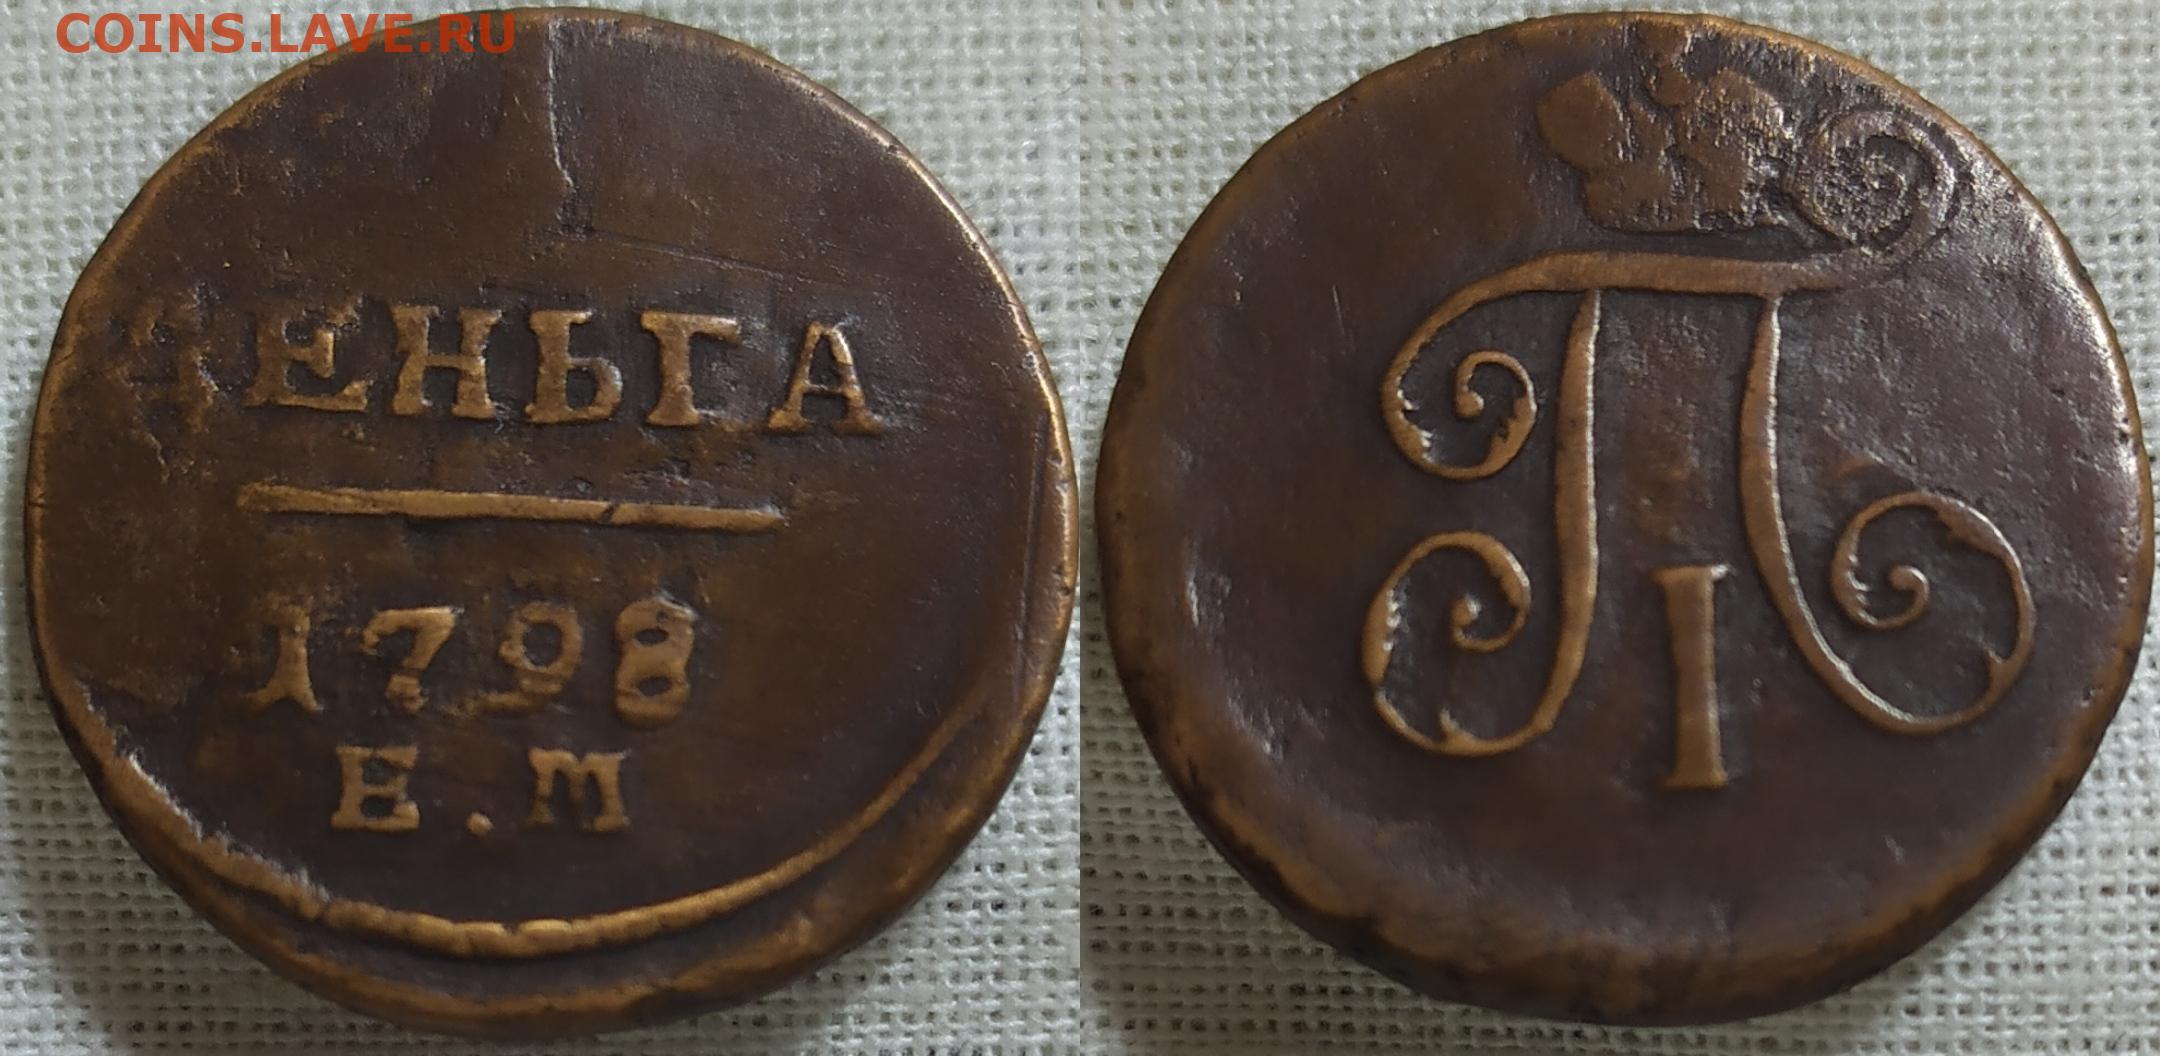 COINS.LAVE.RU
ДЕНЬГА
1798
Е.М
П
I